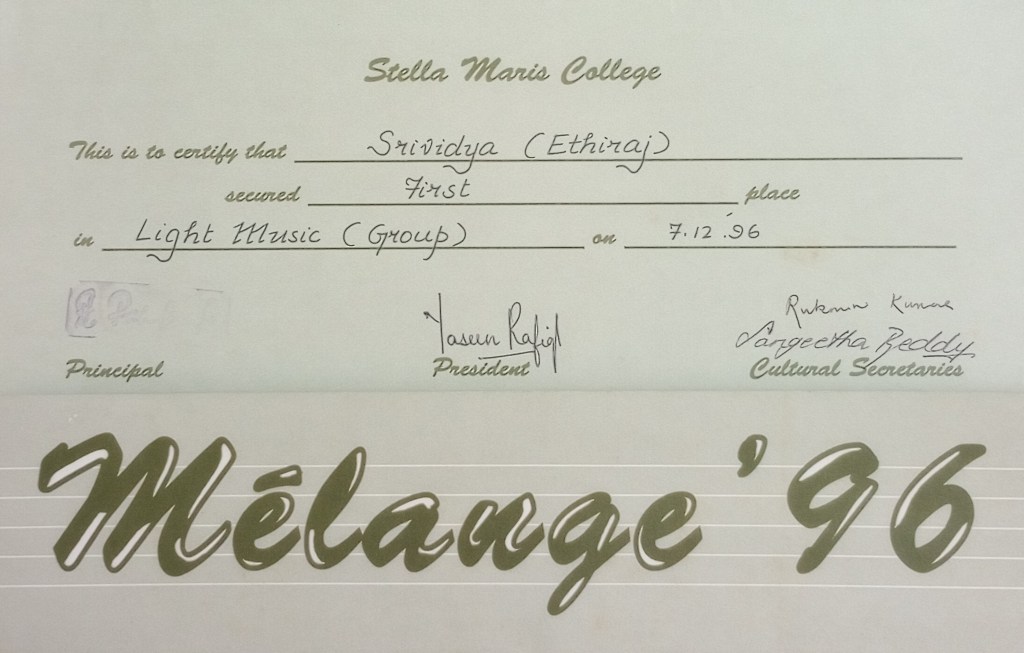 Stella Maris College
This is to certify that Srividya (Ethiraj)
secured First place
in Light Music (Group) on 7.12.96
Yaseen Rafiq
Kumar
Sangeetha Reddy
Principal President Cultural Secretaries
Mélange '96